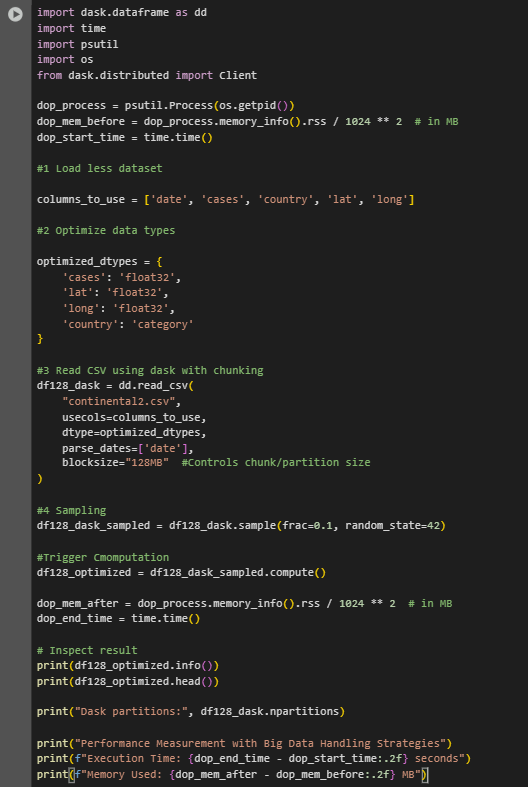 import dask.dataframe as dd
import time
import psutil
import os
from dask.distributed import Client

dop_process = psutil.Process(os.getpid())
dop_mem_before = dop_process.memory_info().rss / 1024 ** 2  # in MB
dop_start_time = time.time()

#1 Load less dataset

columns_to_use = ['date', 'cases', 'country', 'lat', 'long']

#2 Optimize data types

optimized_dtypes = {
    'cases': 'float32',
    'lat': 'float32',
    'long': 'float32',
    'country': 'category'
}

#3 Read CSV using dask with chunking
df128_dask = dd.read_csv(
    "continental2.csv",
    usecols=columns_to_use,
    dtype=optimized_dtypes,
    parse_dates=['date'],
    blocksize="128MB"  #Controls chunk/partition size
)

#4 Sampling
df128_dask_sampled = df128_dask.sample(frac=0.1, random_state=42)

#Trigger Cmomputation
df128_optimized = df128_dask_sampled.compute()

dop_mem_after = dop_process.memory_info().rss / 1024 ** 2  # in MB
dop_end_time = time.time()

# Inspect result
print(df128_optimized.info())
print(df128_optimized.head())

print("Dask partitions:", df128_dask.npartitions)

print("Performance Measurement with Big Data Handling Strategies")
print(f"Execution Time: {dop_end_time - dop_start_time:.2f} seconds")
print(f"Memory Used: {dop_mem_after - dop_mem_before:.2f} MB")